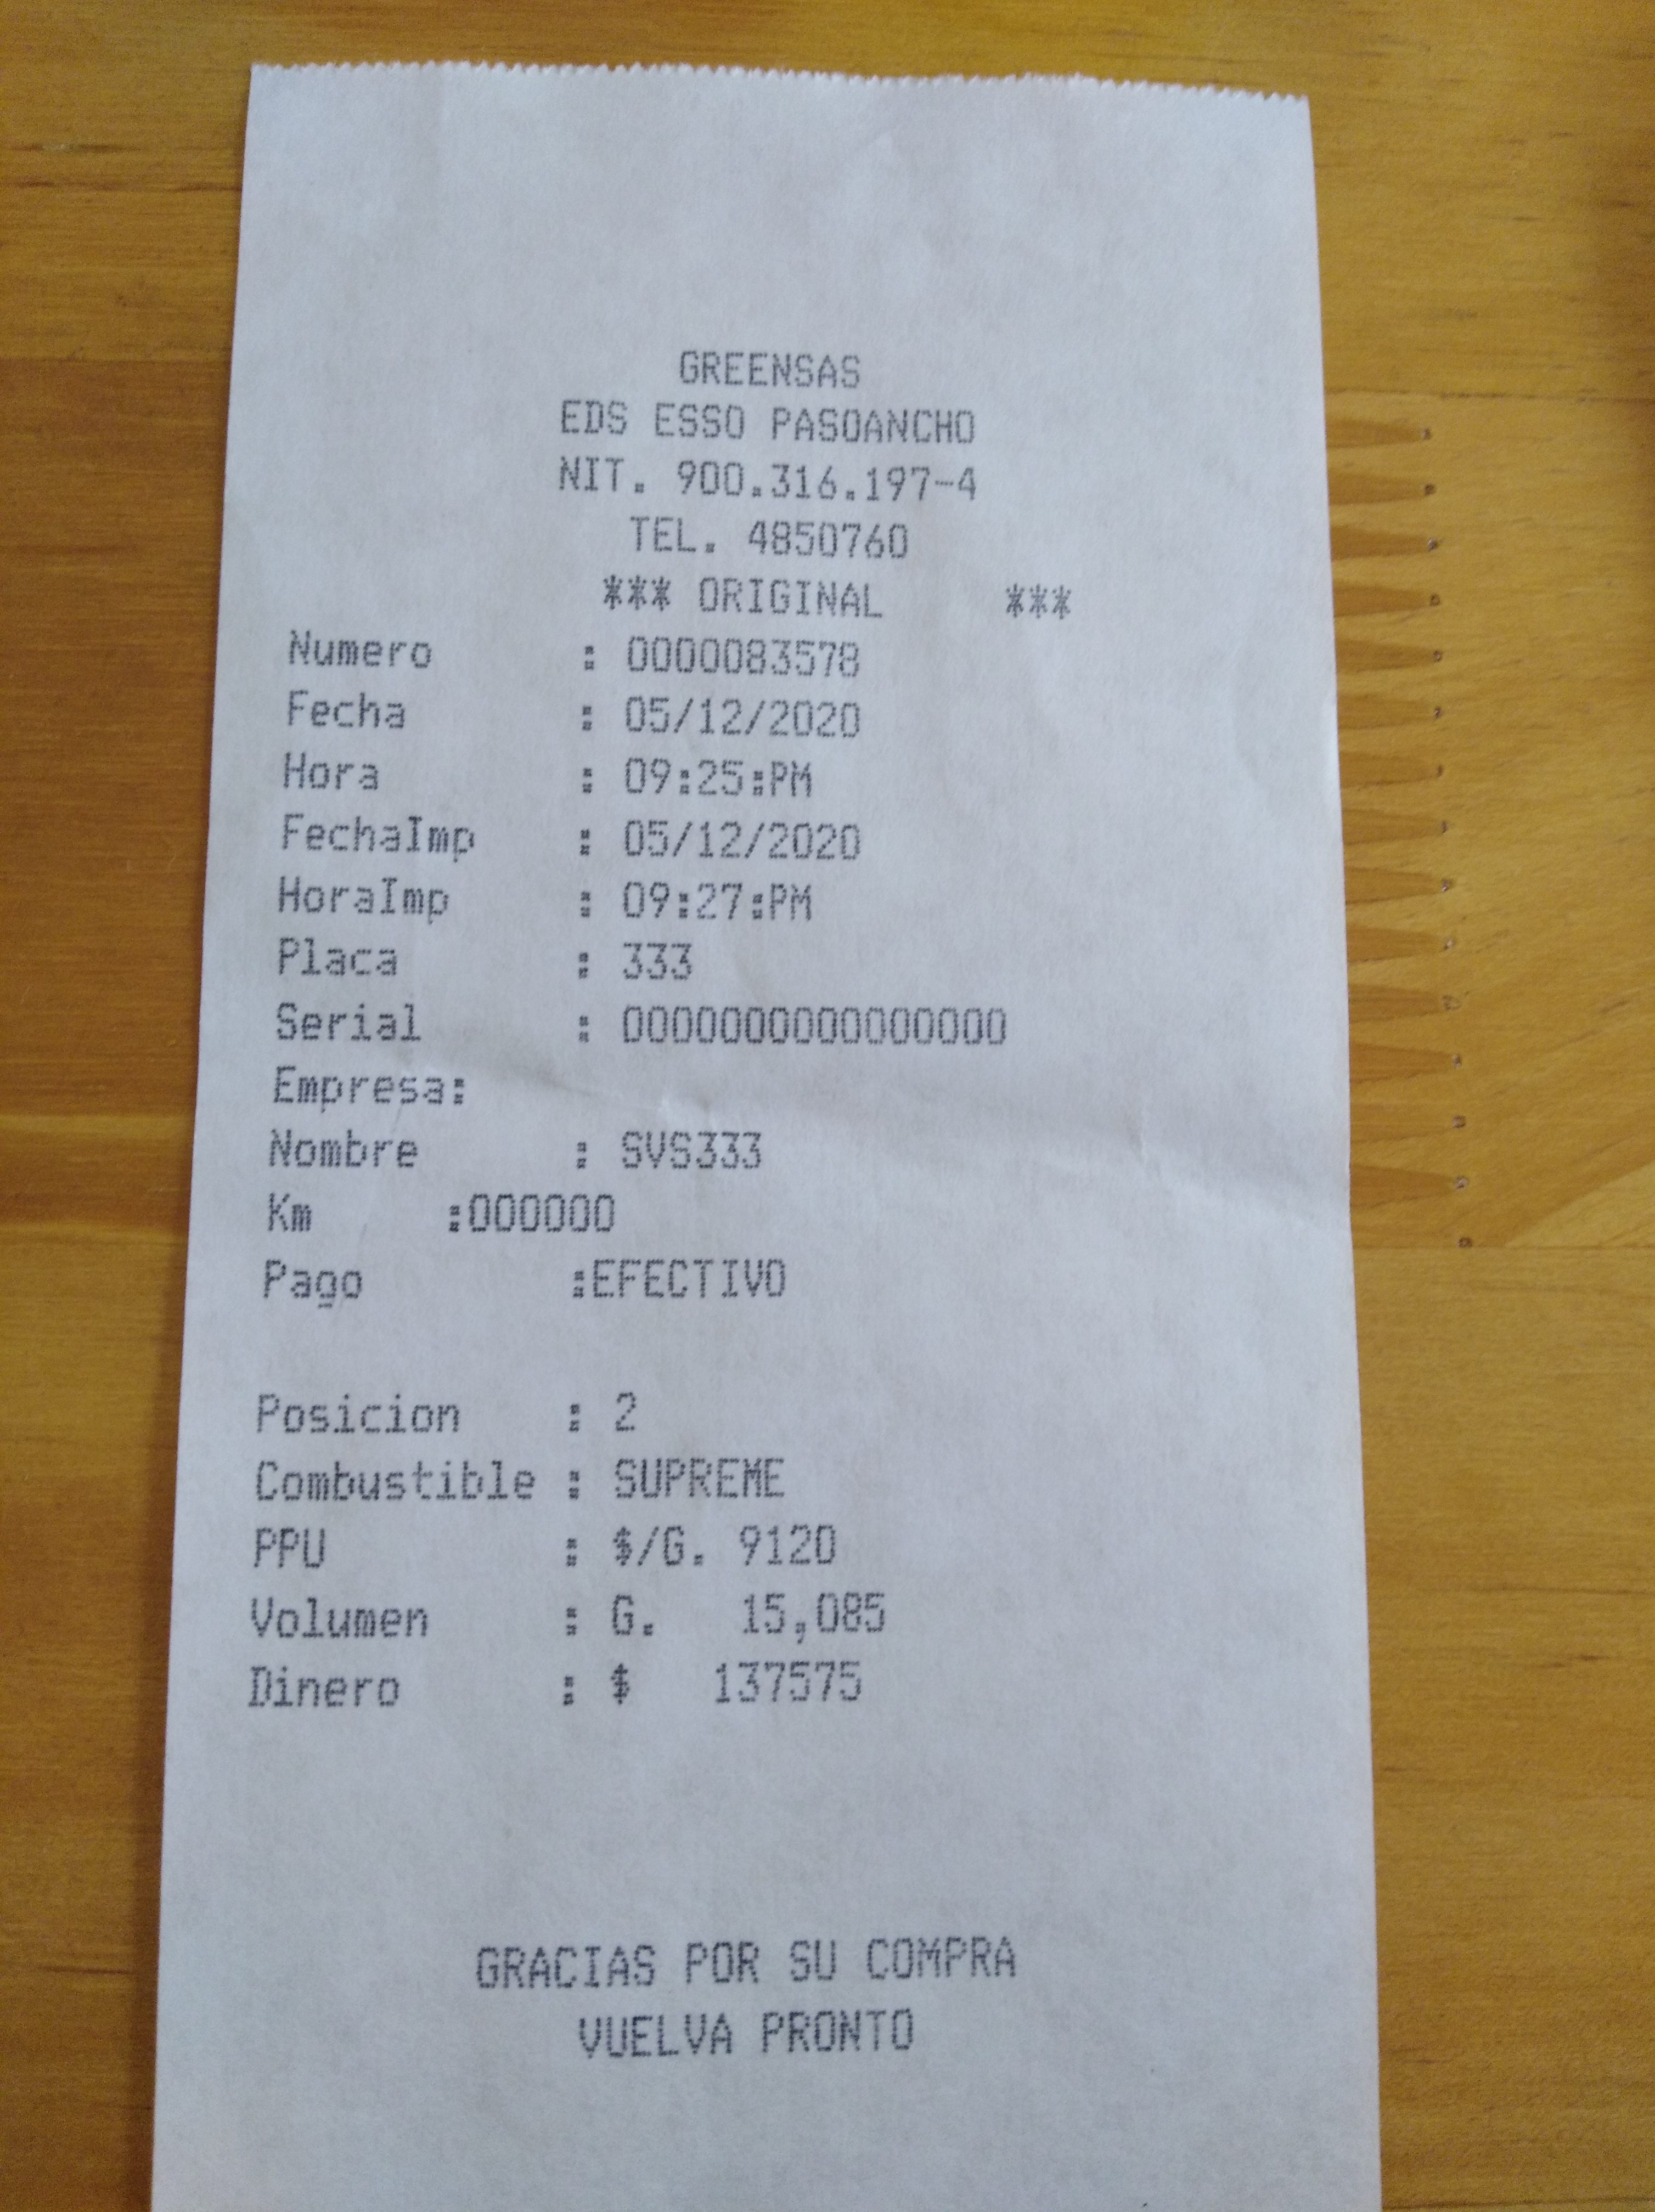 GREENSAS
EDS ESSO PASOANCHO
NIT. 900.316.197-4
TEL. 4850760
*** ORIGINAL ***
Numero : 0000083578
Fecha : 05/12/2020
Hora : 09:25:PM
FechaImp : 05/12/2020
HoraImp : 09:27:PM
Placa : 333
Serial : 0000000000000000
Empresa:
Nombre : SVS333
Km :000000
Pago :EFECTIVO
Posicion : 2
Combustible : SUPREME
PPU : $/G. 9120
Volumen : G. 15,085
Dinero : $ 137575
GRACIAS POR SU COMPRA
VUELVA PRONTO